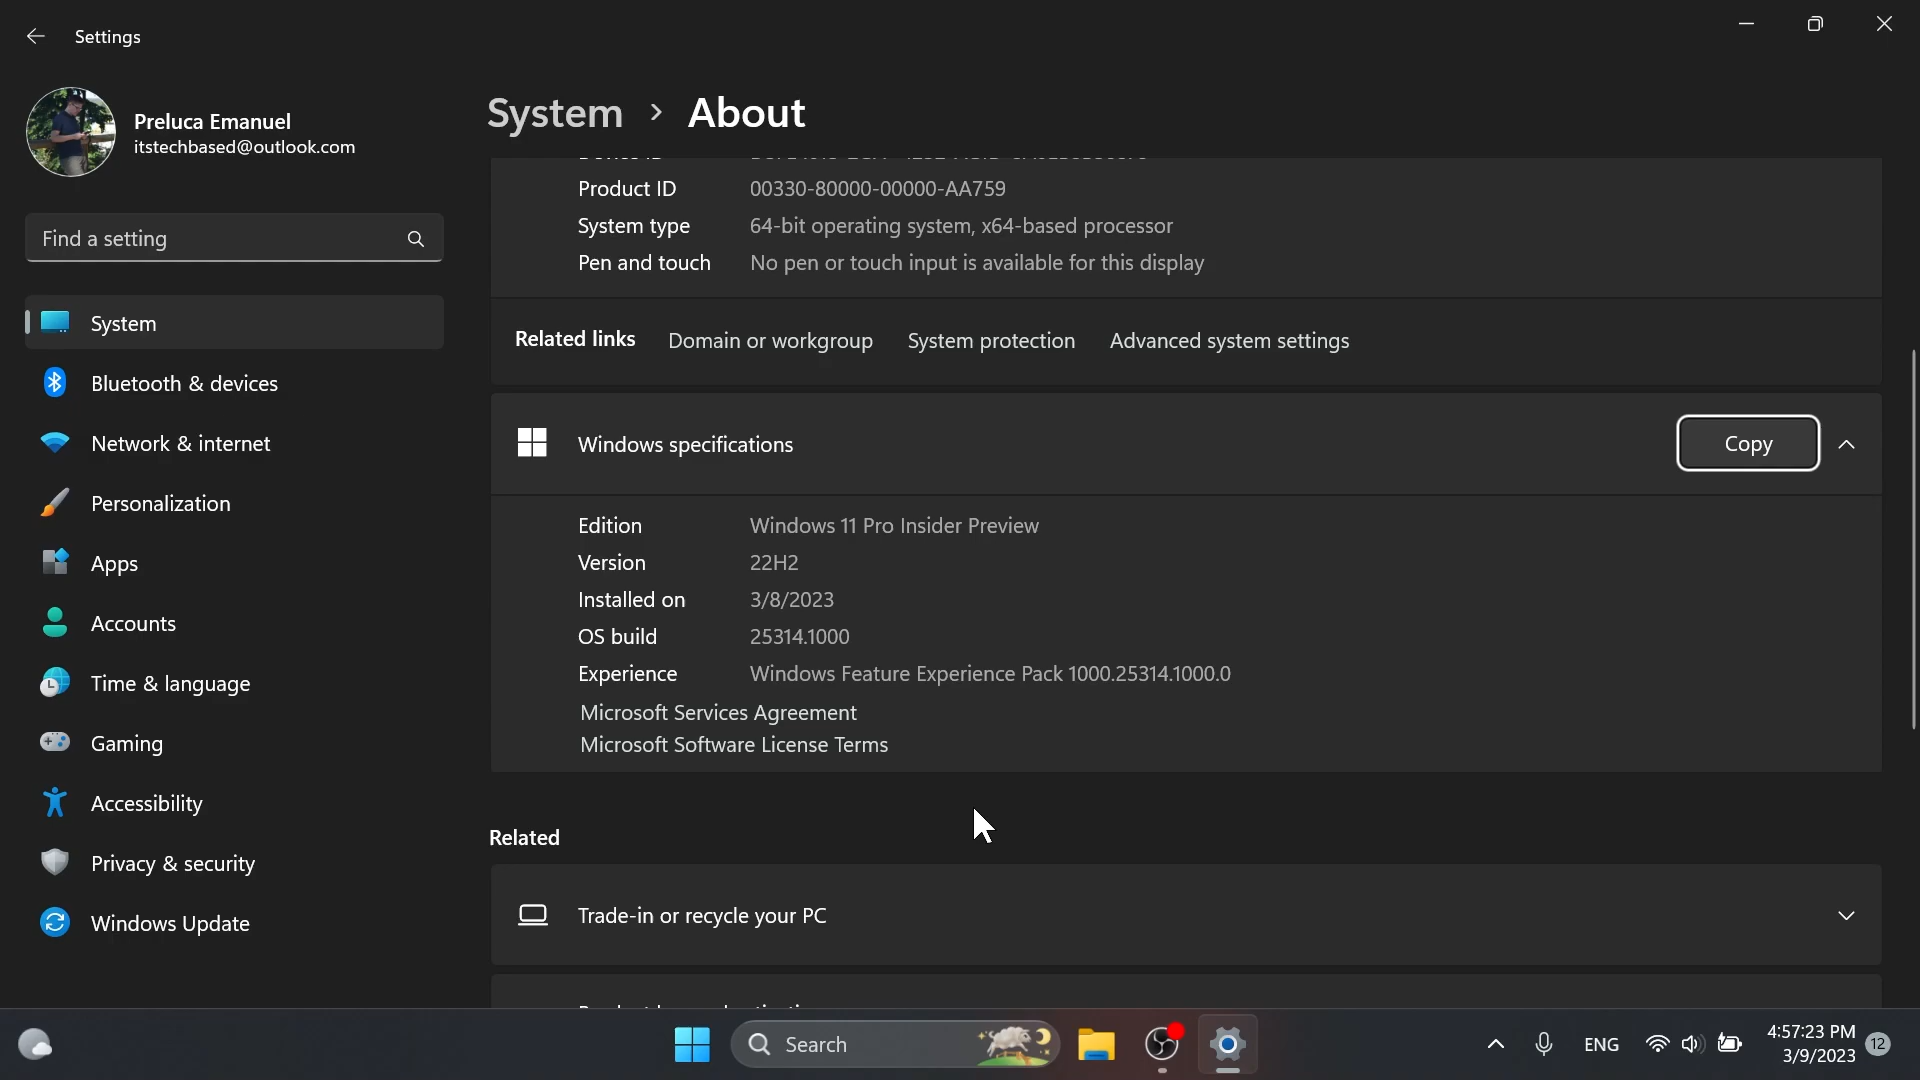 Settings
Preluca Emanuel
itstechbased@outlook.com
Find a setting
System
Bluetooth & devices
Network & internet
Personalization
Apps
Accounts
Time & language
Gaming
Accessibility
Privacy & security
Windows Update
System > About
Product ID 00330-80000-00000-AA759
System type 64-bit operating system, x64-based processor
Pen and touch No pen or touch input is available for this display
Related links Domain or workgroup System protection Advanced system settings
Windows specifications Copy
Edition Windows 11 Pro Insider Preview
Version 22H2
Installed on 3/8/2023
OS build 25314.1000
Experience Windows Feature Experience Pack 1000.25314.1000.0
Microsoft Services Agreement
Microsoft Software License Terms
Related
Trade-in or recycle your PC
Search
ENG
4:57:23 PM
3/9/2023
12